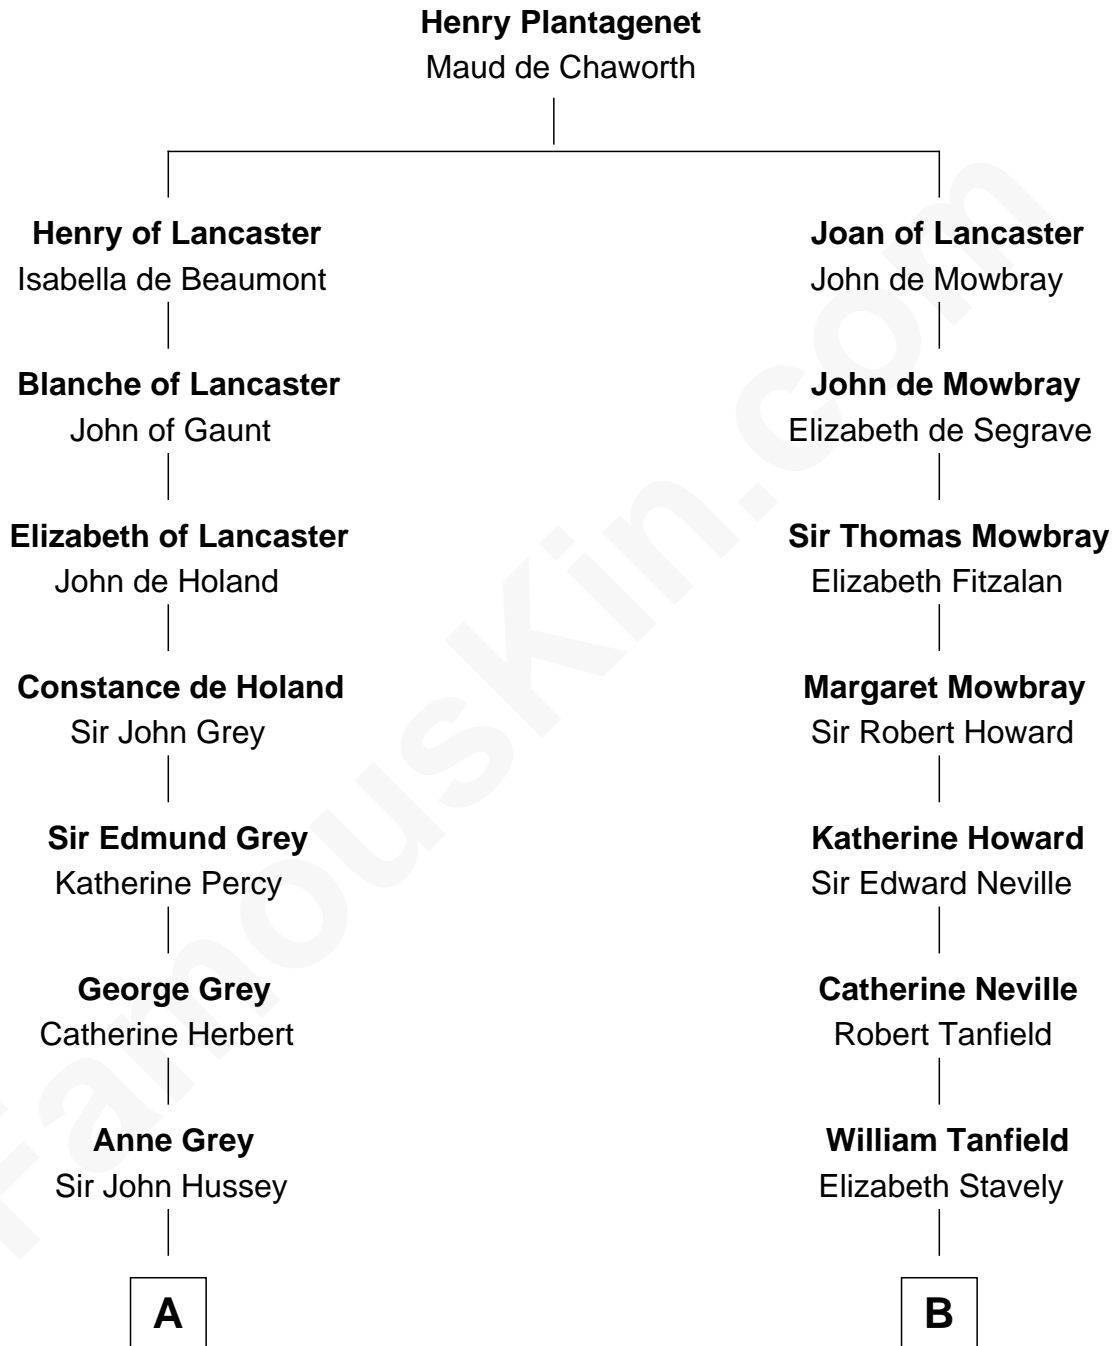 Henry Plantagenet
Maud de Chaworth
Henry of Lancaster
Isabella de Beaumont
Joan of Lancaster
John de Mowbray
Blanche of Lancaster
John of Gaunt
John de Mowbray
Elizabeth de Segrave
Elizabeth of Lancaster
John de Holand
Sir Thomas Mowbray
Elizabeth Fitzalan
Constance de Holand
Sir John Grey
Margaret Mowbray
Sir Robert Howard
Sir Edmund Grey
Katherine Percy
Katherine Howard
Sir Edward Neville
George Grey
Catherine Herbert
Catherine Neville
Robert Tanfield
Anne Grey
Sir John Hussey
William Tanfield
Elizabeth Stavely
A
B
FamousKin.com